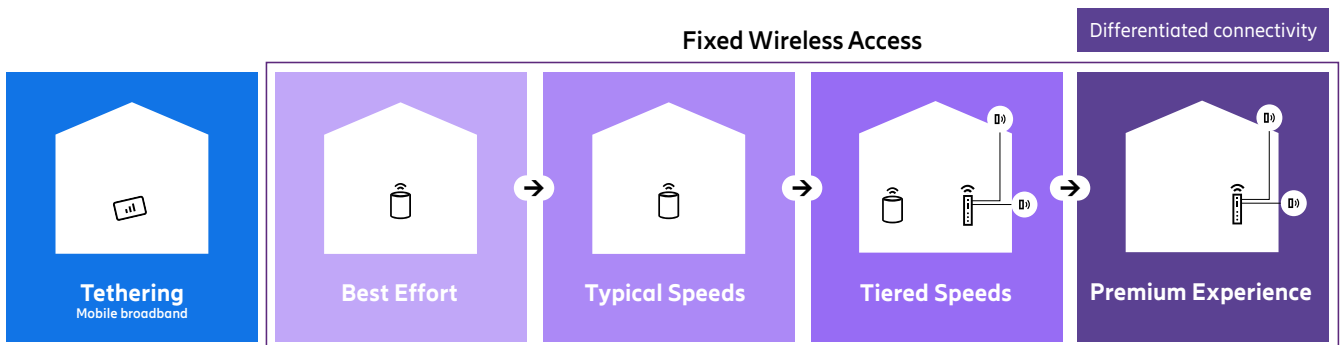 Fixed Wireless Access
Differentiated connectivity
Tethering
Mobile broadband
Best Effort
Typical Speeds
Tiered Speeds
Premium Experience